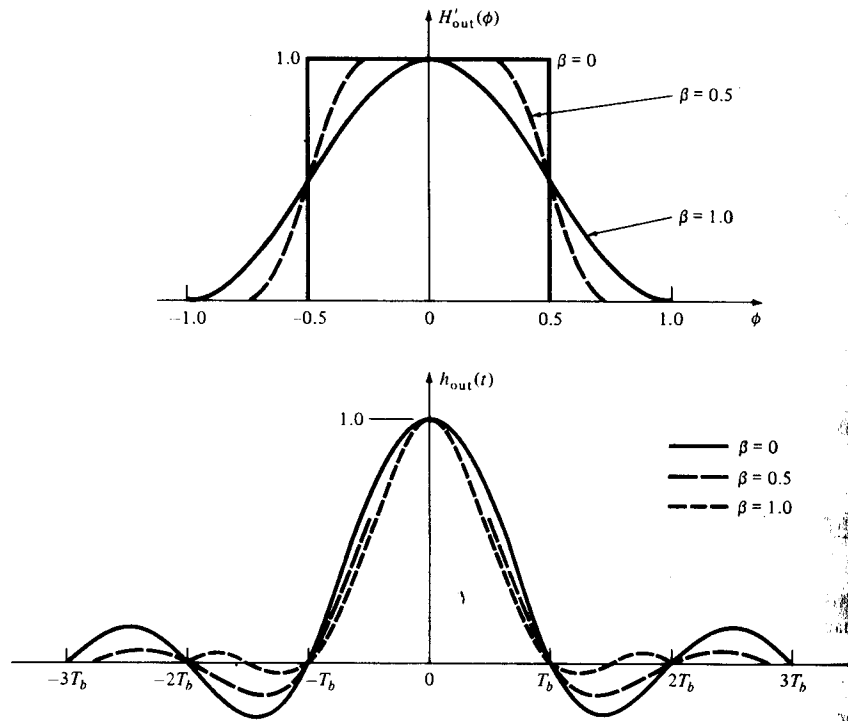 H′out(ϕ)
1.0
β = 0
β = 0.5
β = 1.0
−1.0 −0.5 0 0.5 1.0 ϕ
hout(t)
1.0
β = 0
β = 0.5
β = 1.0
−3Tb −2Tb −Tb 0 Tb 2Tb 3Tb